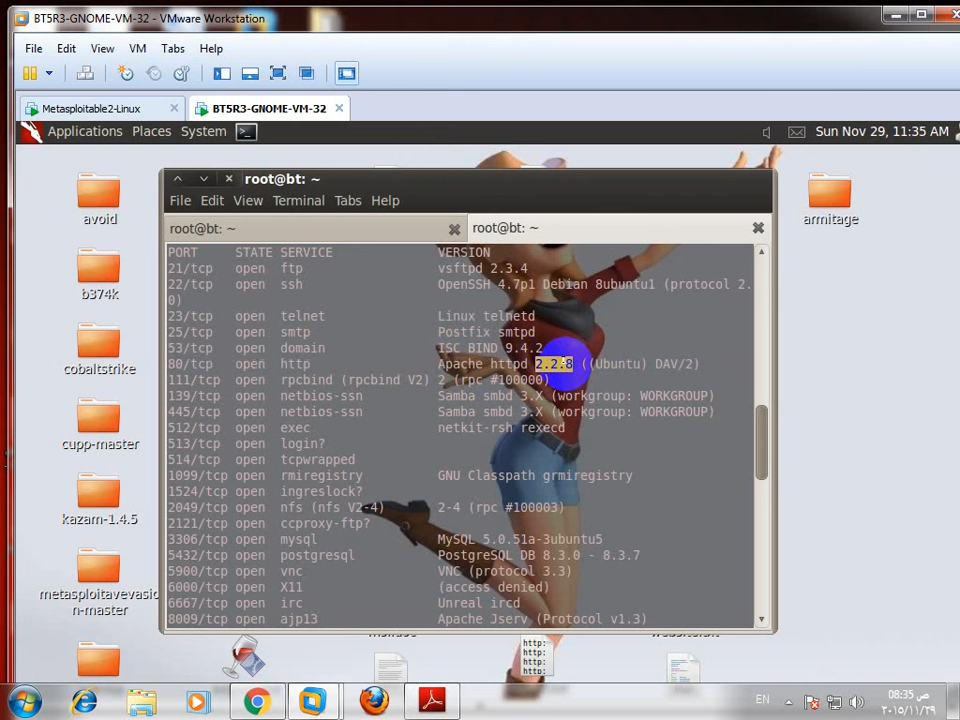 BT5R3-GNOME-VM-32 - VMware Workstation
File Edit View VM Tabs Help
Metasploitable2-Linux
BT5R3-GNOME-VM-32
Applications Places System
Sun Nov 29, 11:35 AM
avoid
armitage
b374k
cobaltstrike
cupp-master
kazam-1.4.5
metasploitavevasio
n-master
root@bt: ~
File Edit View Terminal Tabs Help
root@bt: ~
root@bt: ~
PORT STATE SERVICE VERSION
21/tcp open ftp vsftpd 2.3.4
22/tcp open ssh OpenSSH 4.7p1 Debian 8ubuntu1 (protocol 2.
0)
23/tcp open telnet Linux telnetd
25/tcp open smtp Postfix smtpd
53/tcp open domain ISC BIND 9.4.2
80/tcp open http Apache httpd 2.2.8 ((Ubuntu) DAV/2)
111/tcp open rpcbind (rpcbind V2) 2 (rpc #100000)
139/tcp open netbios-ssn Samba smbd 3.X (workgroup: WORKGROUP)
445/tcp open netbios-ssn Samba smbd 3.X (workgroup: WORKGROUP)
512/tcp open exec netkit-rsh rexecd
513/tcp open login?
514/tcp open tcpwrapped
1099/tcp open rmiregistry GNU Classpath grmiregistry
1524/tcp open ingreslock?
2049/tcp open nfs (nfs V2-4) 2-4 (rpc #100003)
2121/tcp open ccproxy-ftp?
3306/tcp open mysql MySQL 5.0.51a-3ubuntu5
5432/tcp open postgresql PostgreSQL DB 8.3.0 - 8.3.7
5900/tcp open vnc VNC (protocol 3.3)
6000/tcp open X11 (access denied)
6667/tcp open irc Unreal ircd
8009/tcp open ajp13 Apache Jserv (Protocol v1.3)
http:
http:
http:
http:
EN
08:35 ص
٢٠١٥/١١/٢٩